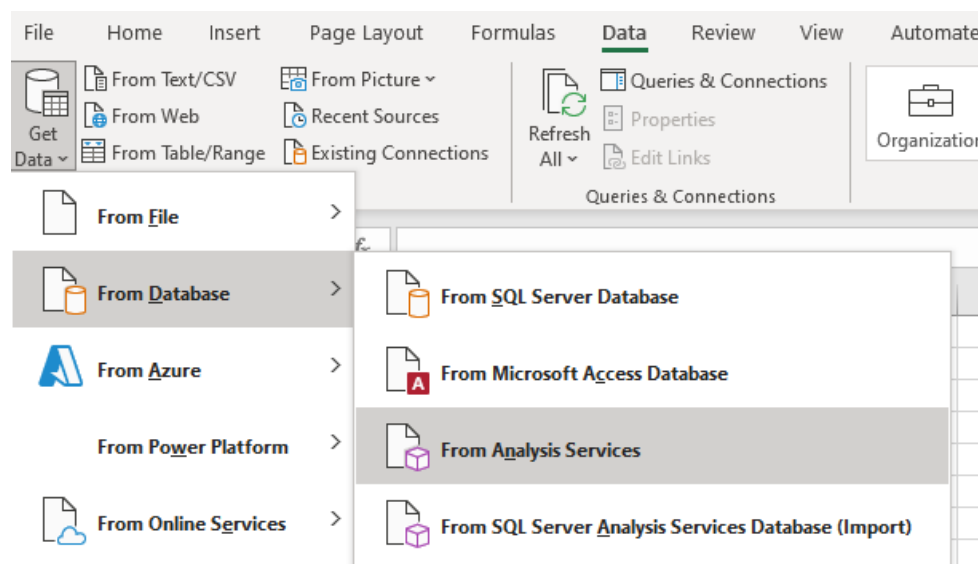 File Home Insert Page Layout Formulas Data Review View Automate
From Text/CSV From Picture Queries & Connections
From Web Recent Sources Properties
Get Refresh Organization
Data From Table/Range Existing Connections All Edit Links
Queries & Connections
From File
fx
From Database
From SQL Server Database
From Azure
From Microsoft Access Database
From Power Platform
From Analysis Services
From Online Services
From SQL Server Analysis Services Database (Import)
A